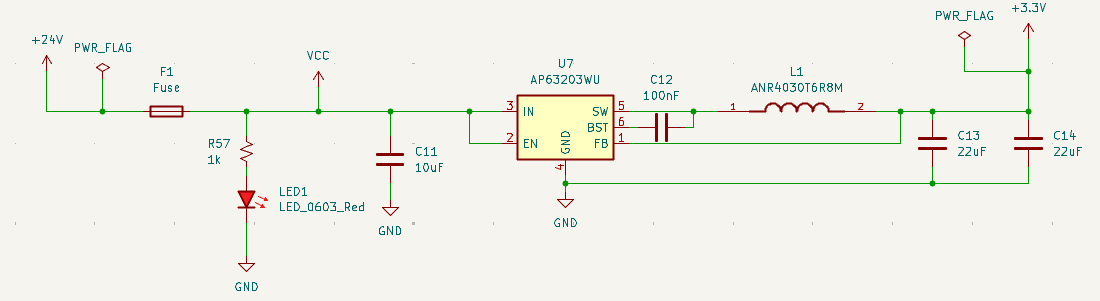 +24V
PWR_FLAG
F1
Fuse
VCC
R57
1k
LED1
LED_0603_Red
GND
C11
10uF
GND
U7
AP63203WU
3
IN
2
EN
SW
5
BST
6
FB
1
GND
4
GND
C12
100nF
L1
ANR4030T6R8M
1
2
PWR_FLAG
+3.3V
C13
22uF
C14
22uF